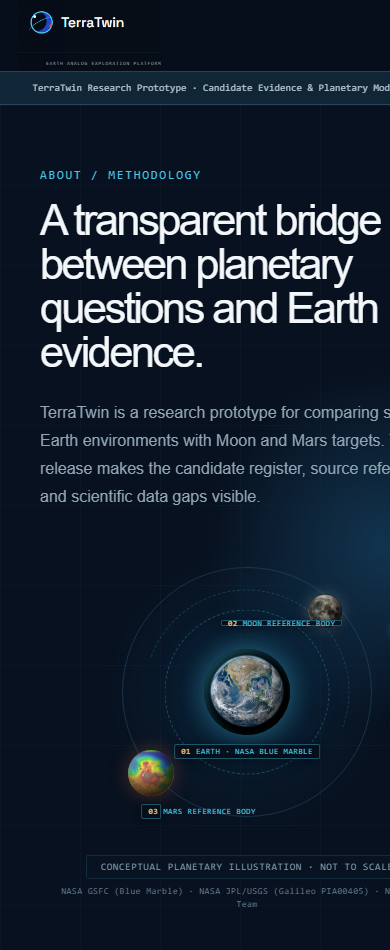 TerraTwin
EARTH ANALOG EXPLORATION PLATFORM
TerraTwin Research Prototype · Candidate Evidence & Planetary Mod
ABOUT / METHODOLOGY
A transparent bridge
between planetary
questions and Earth
evidence.
TerraTwin is a research prototype for comparing s
Earth environments with Moon and Mars targets.
release makes the candidate register, source refe
and scientific data gaps visible.
02 MOON REFERENCE BODY
01 EARTH · NASA BLUE MARBLE
03 MARS REFERENCE BODY
CONCEPTUAL PLANETARY ILLUSTRATION · NOT TO SCALE
NASA GSFC (Blue Marble) · NASA JPL/USGS (Galileo PIA00405) · N
Team